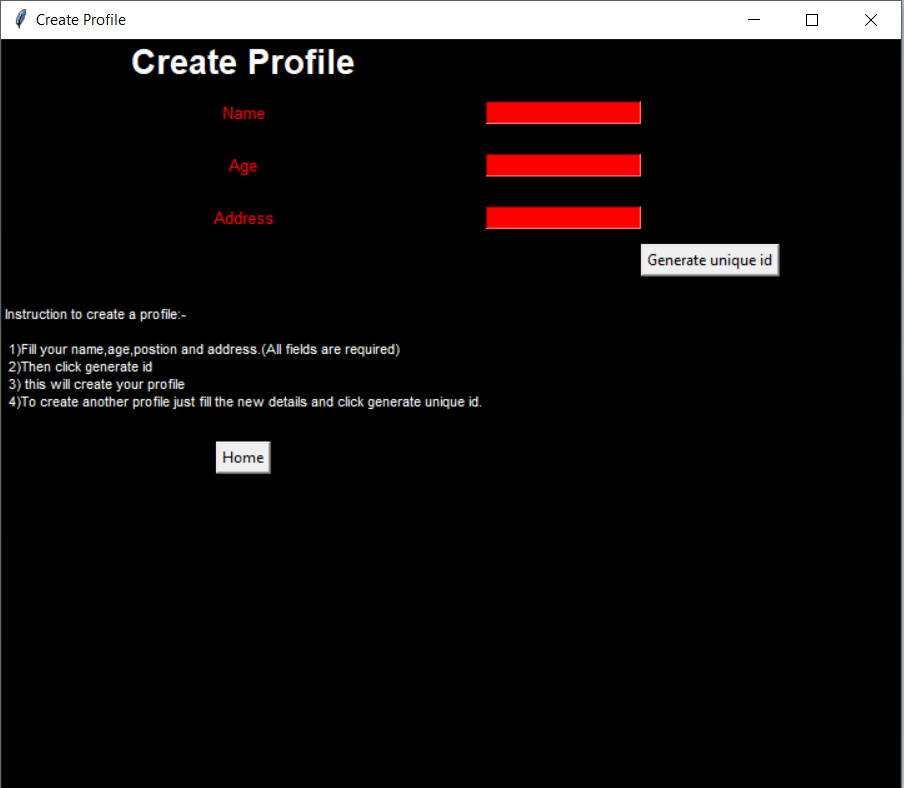 Create Profile
Create Profile
Name
Age
Address
Generate unique id
Instruction to create a profile:-
1)Fill your name,age,postion and address.(All fields are required)
2)Then click generate id
3) this will create your profile
4)To create another profile just fill the new details and click generate unique id.
Home